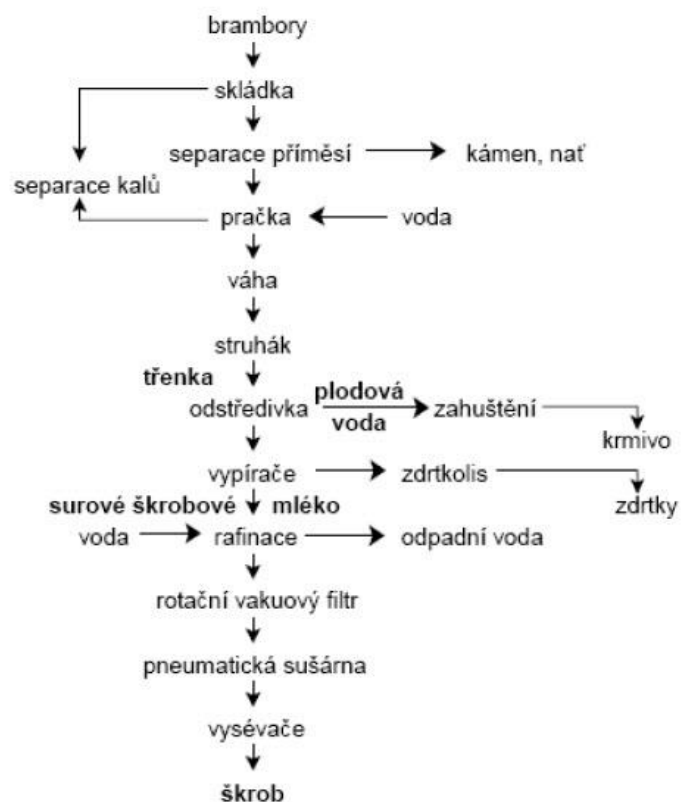 brambory
skládka
separace příměsí
kámen, nať
separace kalů
pračka
voda
váha
struhák
třenka
plodová
odstředivka
voda
zahuštění
krmivo
vypírače
zdrtkolis
surové škrobové
mléko
zdrtky
voda
rafinace
odpadní voda
rotační vakuový filtr
pneumatická sušárna
vysévače
škrob